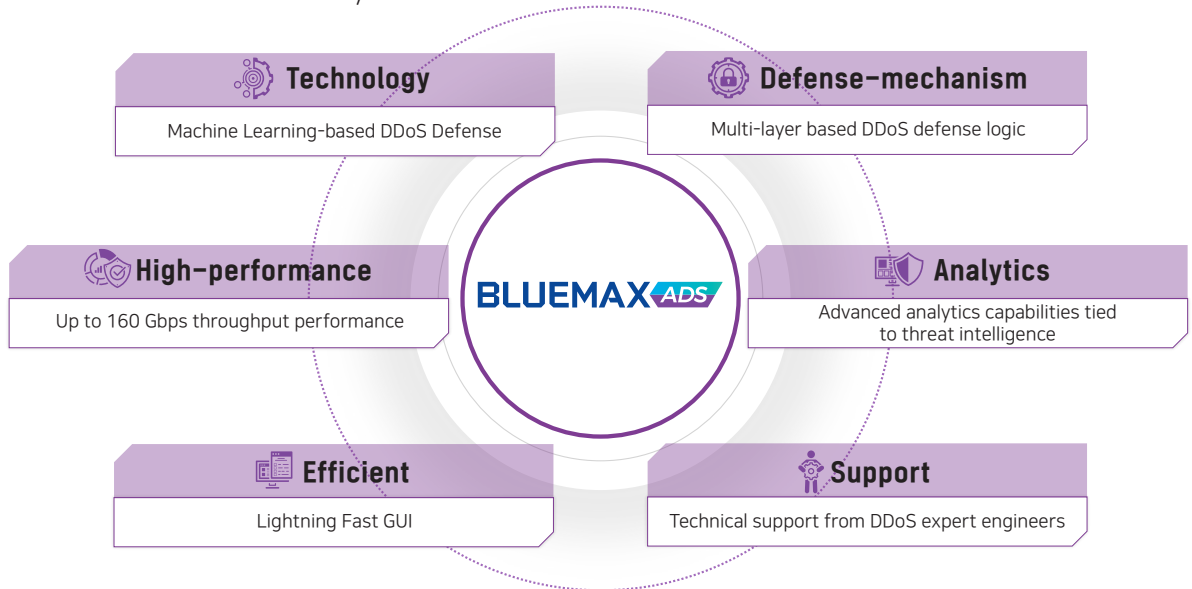 Technology
Machine Learning-based DDoS Defense
Defense-mechanism
Multi-layer based DDoS defense logic
High-performance
Up to 160 Gbps throughput performance
BLUEMAX ADS
Analytics
Advanced analytics capabilities tied
to threat intelligence
Efficient
Lightning Fast GUI
Support
Technical support from DDoS expert engineers